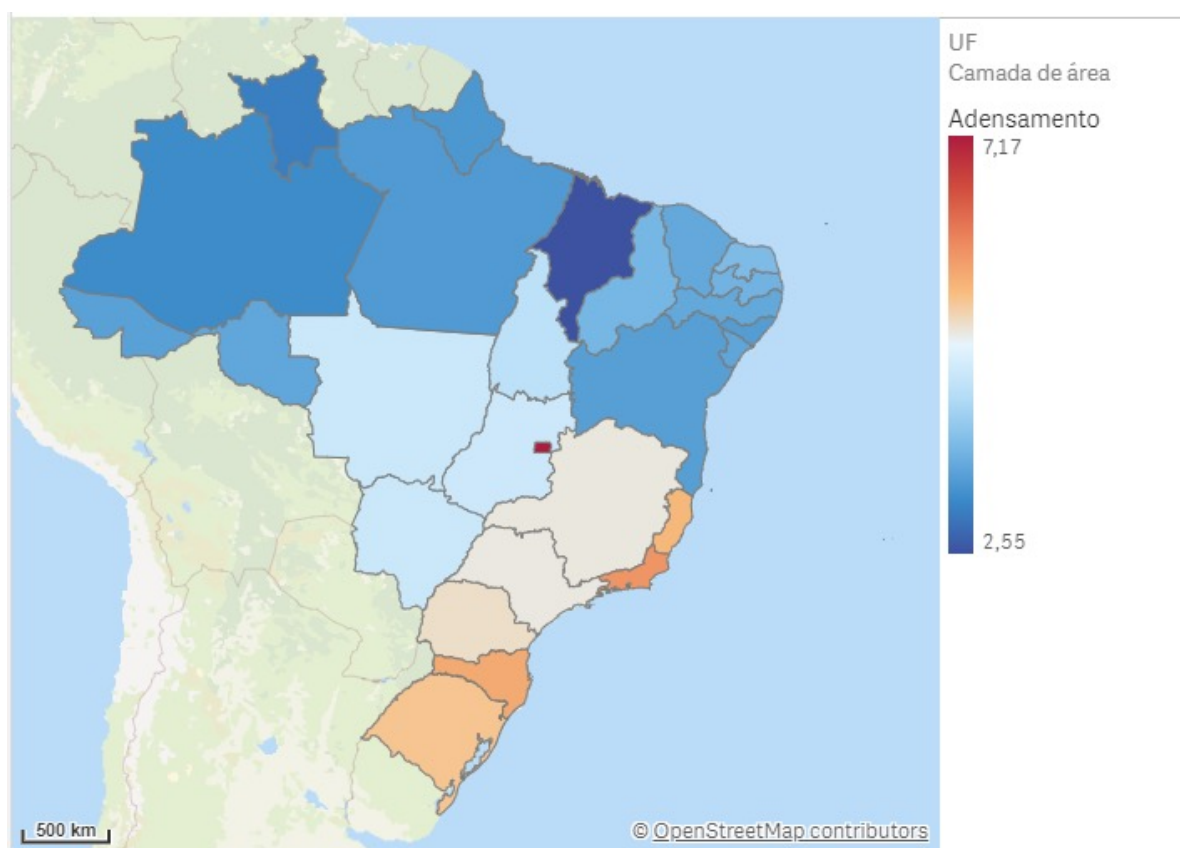 UF
Camada de área
Adensamento
7,17
2,55
500 km
© OpenStreetMap contributors